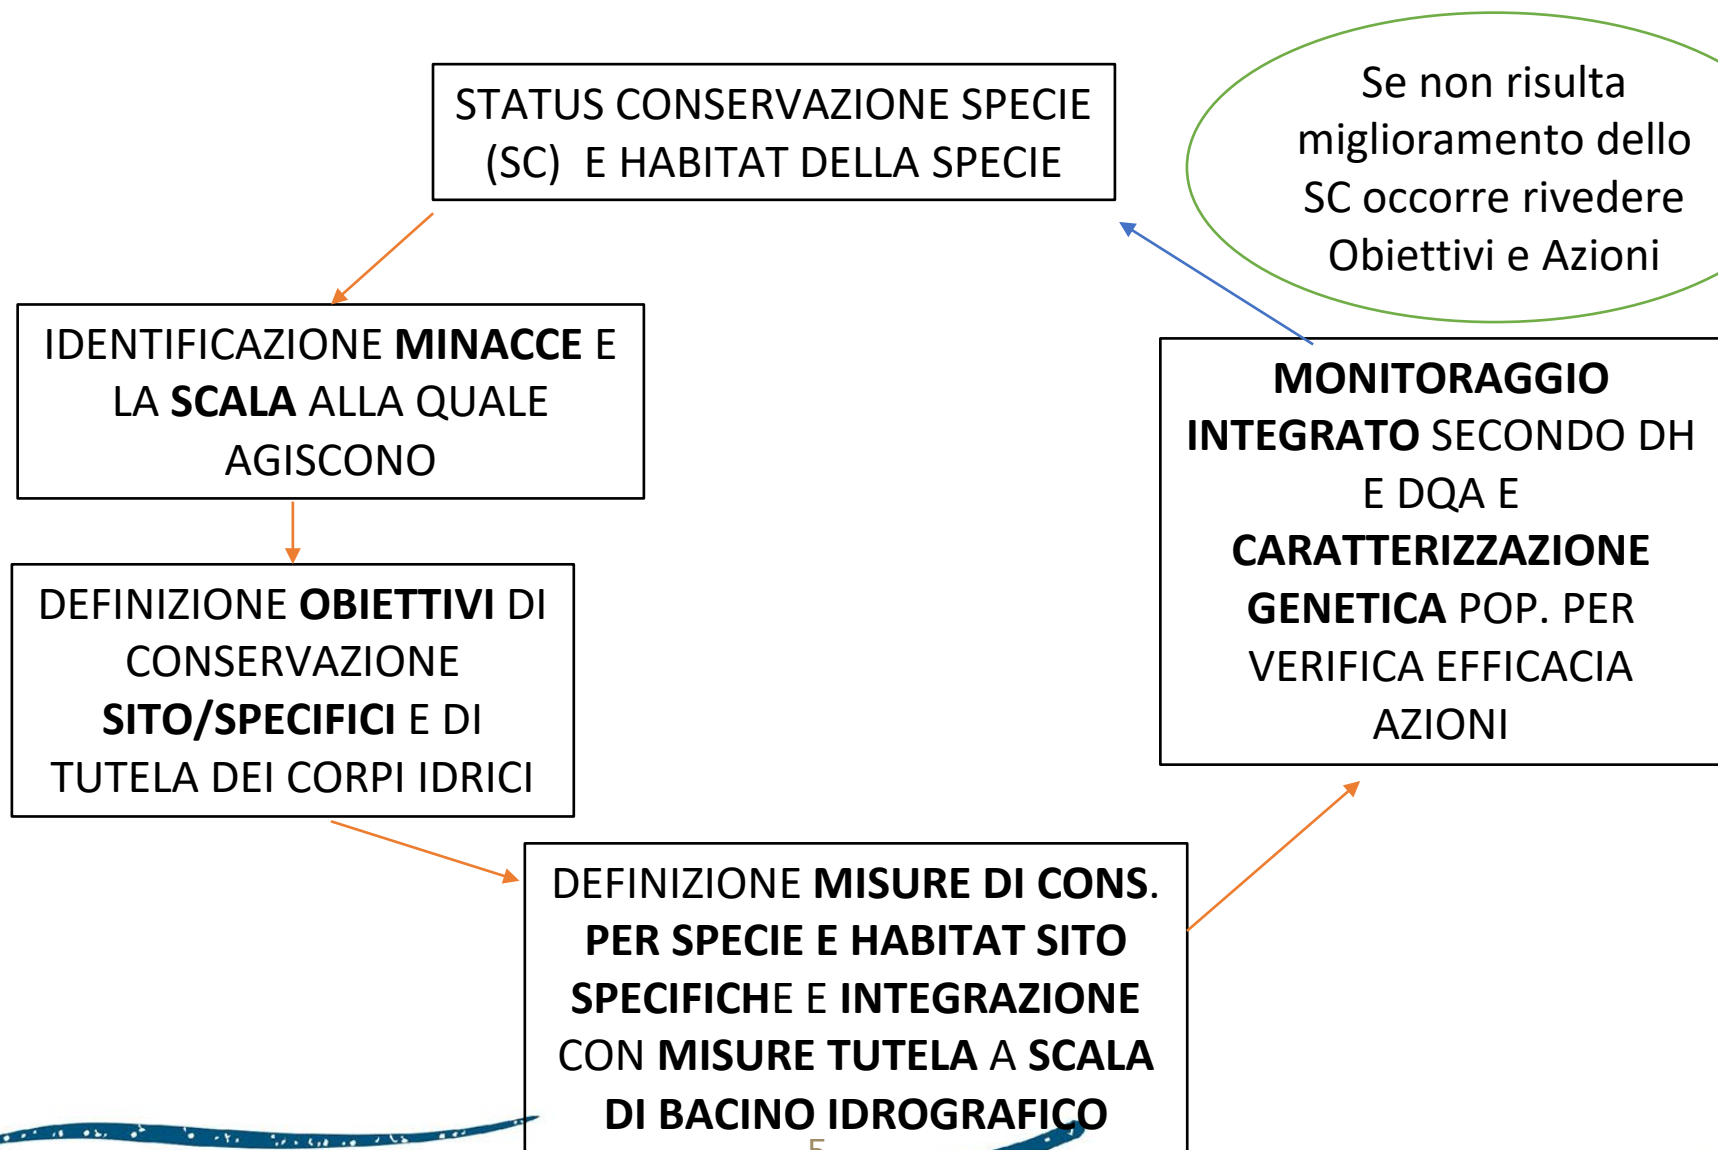 STATUS CONSERVAZIONE SPECIE
(SC) E HABITAT DELLA SPECIE
Se non risulta
miglioramento dello
SC occorre rivedere
Obiettivi e Azioni
IDENTIFICAZIONE MINACCE E
LA SCALA ALLA QUALE
AGISCONO
DEFINIZIONE OBIETTIVI DI
CONSERVAZIONE
SITO/SPECIFICI E DI
TUTELA DEI CORPI IDRICI
DEFINIZIONE MISURE DI CONS.
PER SPECIE E HABITAT SITO
SPECIFICHE E INTEGRAZIONE
CON MISURE TUTELA A SCALA
DI BACINO IDROGRAFICO
MONITORAGGIO
INTEGRATO SECONDO DH
E DQA E
CARATTERIZZAZIONE
GENETICA POP. PER
VERIFICA EFFICACIA
AZIONI